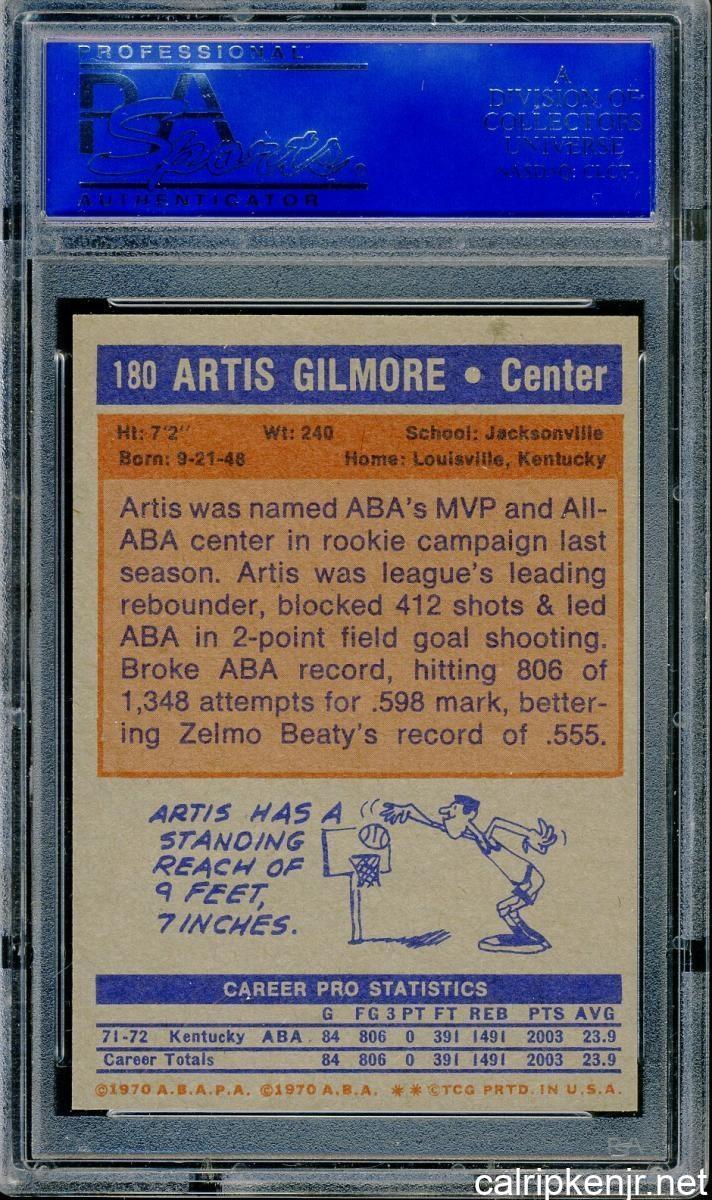 PROFESSIONAL
PSA
Sports
AUTHENTICATOR
A
DIVISION OF
COLLECTORS
UNIVERSE
NASDAQ: CLCT
180 ARTIS GILMORE • Center
Ht: 7'2" Wt: 240 School: Jacksonville
Born: 9-21-48 Home: Louisville, Kentucky
Artis was named ABA's MVP and All-
ABA center in rookie campaign last
season. Artis was league's leading
rebounder, blocked 412 shots & led
ABA in 2-point field goal shooting.
Broke ABA record, hitting 806 of
1,348 attempts for .598 mark, better-
ing Zelmo Beaty's record of .555.
ARTIS HAS A
STANDING
REACH OF
9 FEET,
7 INCHES.
CAREER PRO STATISTICS
G FG 3 PT FT REB PTS AVG
71-72 Kentucky ABA 84 806 0 391 1491 2003 23.9
Career Totals 84 806 0 391 1491 2003 23.9
©1970 A.B.A.P.A. ©1970 A.B.A. ** ©TCG PRTD. IN U.S.A.
PSA
calripkenjr.net